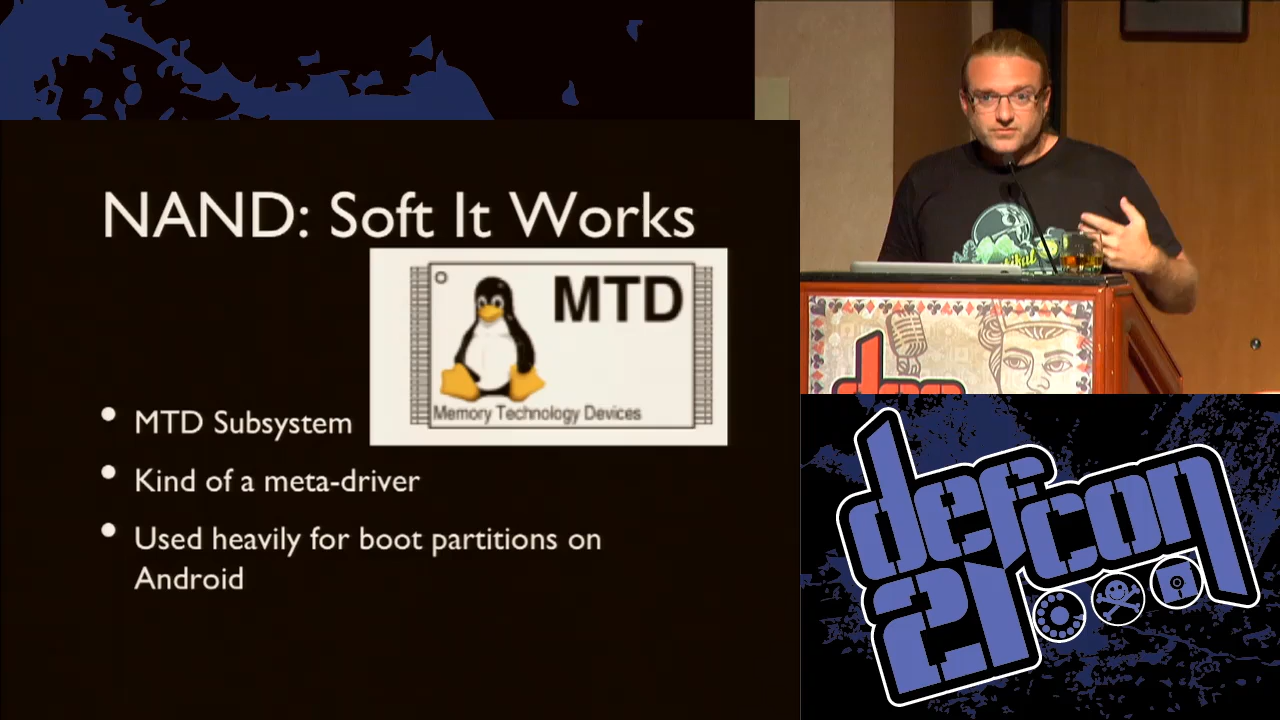 NAND: Soft It Works
MTD
Memory Technology Devices
MTD Subsystem
Kind of a meta-driver
Used heavily for boot partitions on
Android
defcon
21